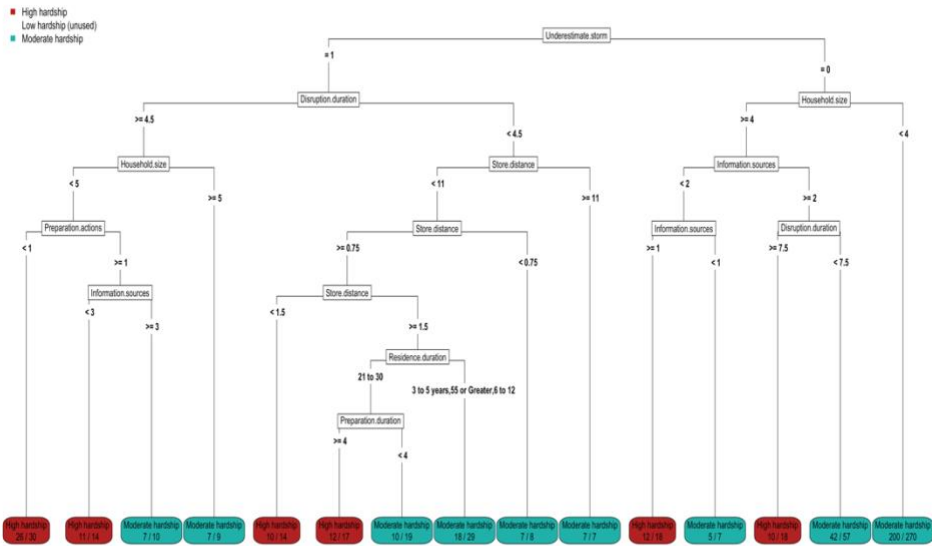 High hardship
Low hardship (unused)
Moderate hardship
Underestimate.storm
= 1
= 0
Disruption.duration
Household.size
>= 4.5
< 4.5
>= 4
< 4
Household.size
Store.distance
Information.sources
< 5
>= 5
< 11
>= 11
< 2
>= 2
Preparation.actions
Store.distance
Information.sources
Disruption.duration
< 1
>= 1
>= 0.75
< 0.75
>= 1
< 1
>= 7.5
< 7.5
Information.sources
Store.distance
< 3
>= 3
< 1.5
>= 1.5
Residence.duration
21 to 30
3 to 5 years,55 or Greater,6 to 12
Preparation.duration
>= 4
< 4
High hardship
26 / 30
High hardship
11 / 14
Moderate hardship
7 / 10
Moderate hardship
7 / 9
High hardship
10 / 14
High hardship
12 / 17
Moderate hardship
10 / 19
Moderate hardship
18 / 29
Moderate hardship
7 / 8
Moderate hardship
7 / 7
High hardship
Moderate hardship
5 / 7
High hardship
10 / 18
Moderate hardship
42 / 57
Moderate hardship
200 / 270